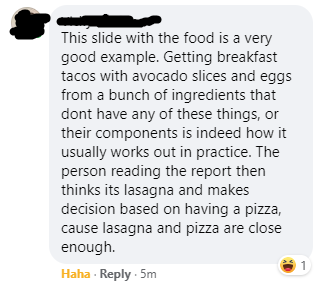 This slide with the food is a very
good example. Getting breakfast
tacos with avocado slices and eggs
from a bunch of ingredients that
dont have any of these things, or
their components is indeed how it
usually works out in practice. The
person reading the report then
thinks its lasagna and makes
decision based on having a pizza,
cause lasagna and pizza are close
enough.
1
Haha · Reply · 5m